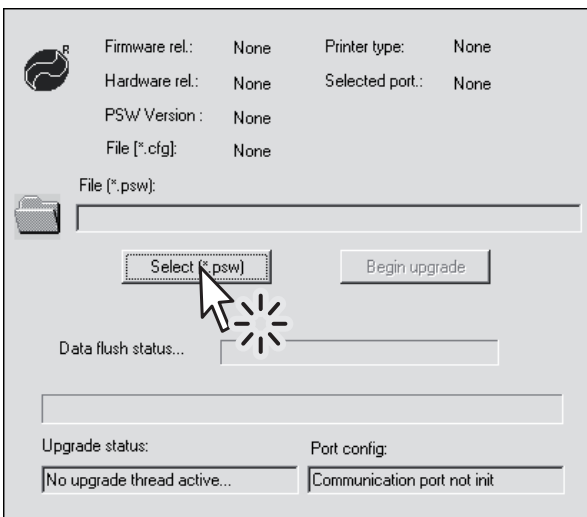 R
Firmware rel.: None Printer type: None
Hardware rel.: None Selected port.: None
PSW Version : None
File [*.cfg]: None
File (*.psw):
Select (*.psw) Begin upgrade
Data flush status...
Upgrade status: Port config:
No upgrade thread active... Communication port not init